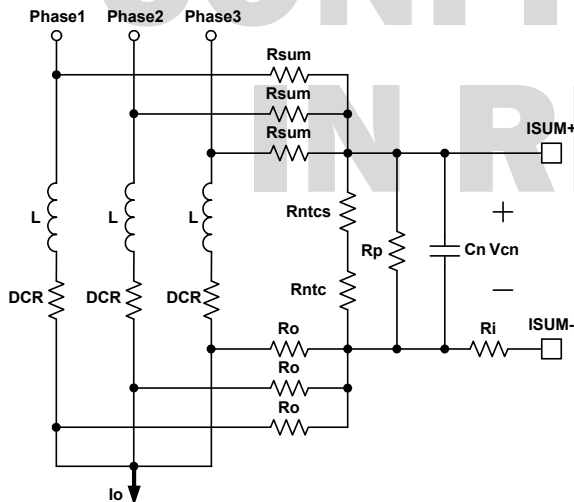 Phase1 Phase2 Phase3
Rsum
Rsum
Rsum
ISUM+
L L L
Rntcs
+
Rp
Cn Vcn
DCR DCR DCR
Rntc
−
Ro
Ri
ISUM-
Ro
Ro
Io
IN R